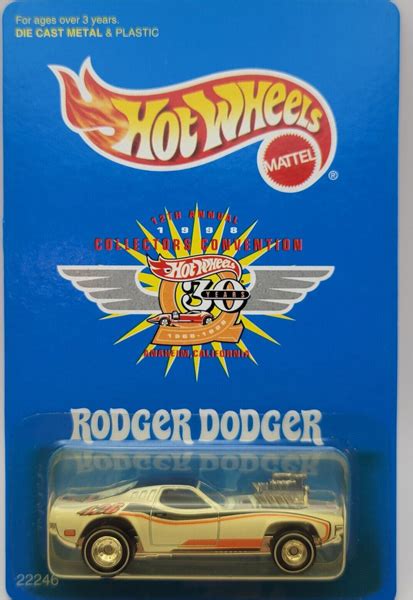 For ages over 3 years.
DIE CAST METAL & PLASTIC
HOT WHEELS
MATTEL
®
12TH ANNUAL
1998
COLLECTORS CONVENTION
HOT WHEELS
30
YEARS
1968-1998
ANAHEIM, CALIFORNIA
RODGER DODGER
22246